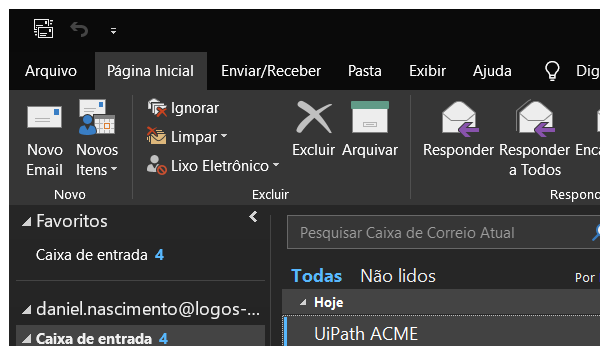 Arquivo Página Inicial Enviar/Receber Pasta Exibir Ajuda Dig
Novo Email
Novos Itens
Ignorar
Limpar
Lixo Eletrônico
Excluir
Arquivar
Responder
Responder a Todos
Enca
Novo
Excluir
Respond
Favoritos
Caixa de entrada 4
daniel.nascimento@logos-...
Caixa de entrada 4
Pesquisar Caixa de Correio Atual
Todas Não lidos Por
Hoje
UiPath ACME